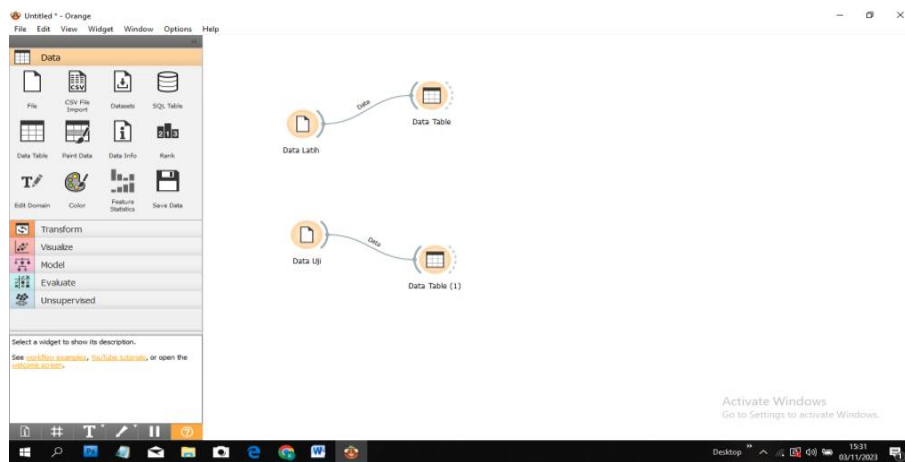 Untitled * - Orange
File Edit View Widget Window Options Help
Data
File
CSV File Import
Datasets
SQL Table
Data Table
Paint Data
Data Info
Rank
Edit Domain
Color
Feature Statistics
Save Data
Transform
Visualize
Model
Evaluate
Unsupervised
Select a widget to show its description.
See workflow examples, YouTube tutorials, or open the
welcome screen.
Data Latih
Data
Data Table
Data Uji
Data
Data Table (1)
Activate Windows
Go to Settings to activate Windows.
Desktop
15:31
03/11/2023